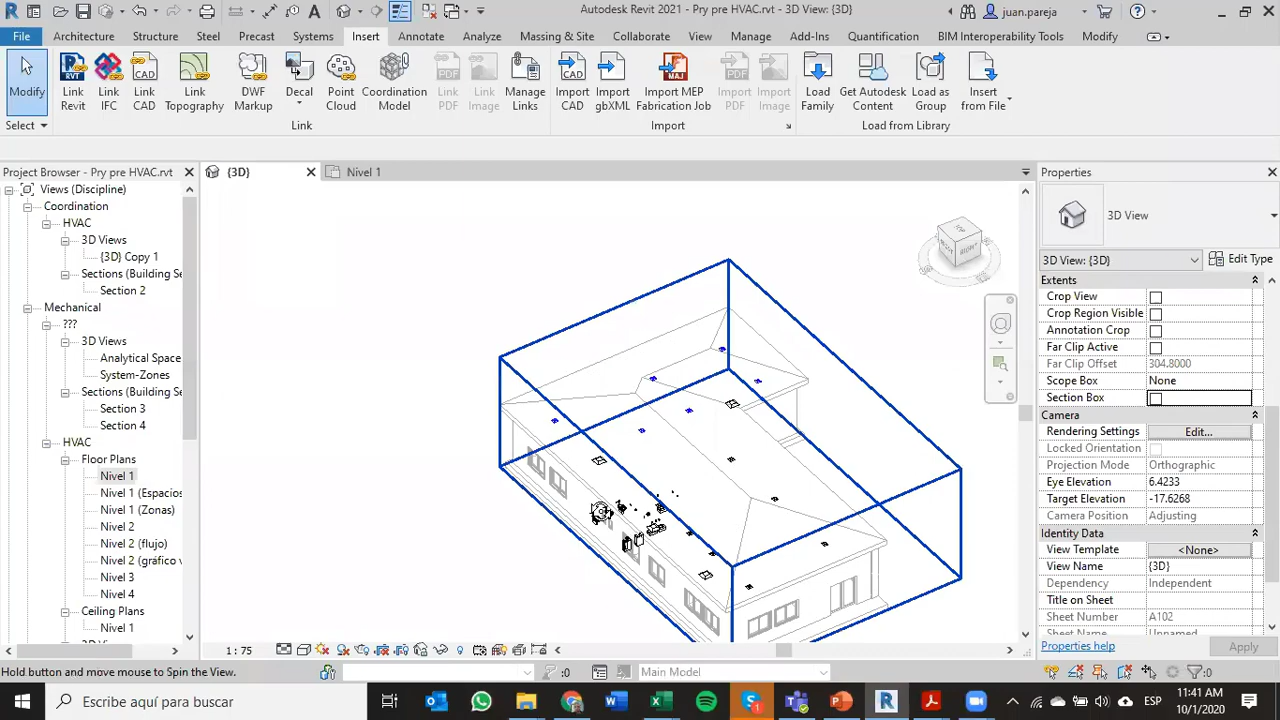 Autodesk Revit 2021 - Pry pre HVAC.rvt - 3D View: {3D}
juan.pareja
File Architecture Structure Steel Precast Systems Insert Annotate Analyze Massing & Site Collaborate View Manage Add-Ins Quantification BIM Interoperability Tools Modify
Modify
Link Revit
Link IFC
Link CAD
Link Topography
DWF Markup
Decal
Point Cloud
Coordination Model
Link PDF
Link Image
Manage Links
Import CAD
Import gbXML
Import MEP Fabrication Job
Import PDF
Import Image
Load Family
Get Autodesk Content
Load as Group
Insert from File
Select Link Import Load from Library
Project Browser - Pry pre HVAC.rvt
{3D}
Nivel 1
Properties
Views (Discipline)
Coordination
HVAC
3D Views
{3D} Copy 1
Sections (Building Se
Section 2
Mechanical
???
3D Views
Analytical Space
System-Zones
Sections (Building Se
Section 3
Section 4
HVAC
Floor Plans
Nivel 1
Nivel 1 (Espacios
Nivel 1 (Zonas)
Nivel 2
Nivel 2 (flujo)
Nivel 2 (gráfico v
Nivel 3
Nivel 4
Ceiling Plans
Nivel 1
TOP
RIGHT
3D View
3D View: {3D} Edit Type
Extents
Crop View
Crop Region Visible
Annotation Crop
Far Clip Active
Far Clip Offset 304.8000
Scope Box None
Section Box
Camera
Rendering Settings Edit...
Locked Orientation
Projection Mode Orthographic
Eye Elevation 6.4233
Target Elevation -17.6268
Camera Position Adjusting
Identity Data
View Template <None>
View Name {3D}
Dependency Independent
Title on Sheet
Sheet Number A102
Sheet Name Unnamed
Properties help Apply
1 : 75
Hold button and move mouse to Spin the View.
:0
Main Model
:0
Escribe aquí para buscar
ESP
11:41 AM
10/1/2020